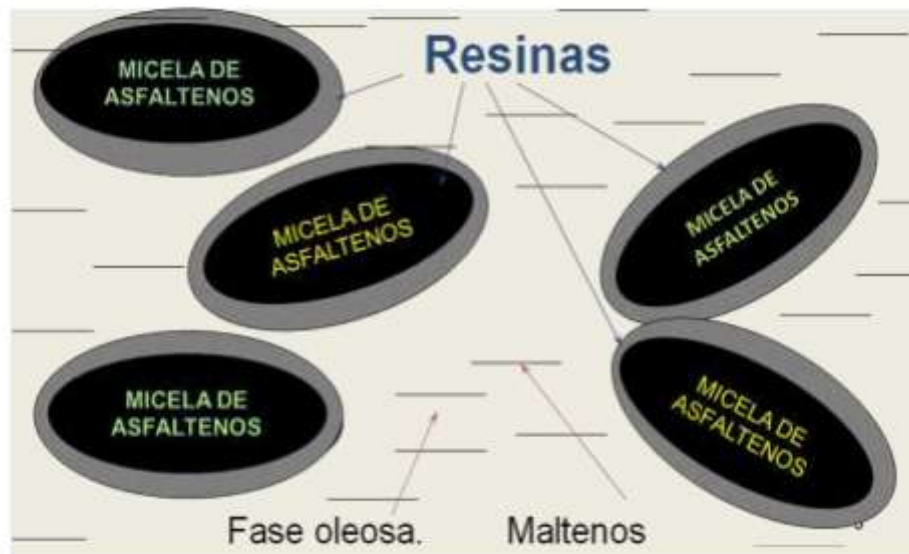 MICELA DE
ASFALTENOS
Resinas
MICELA DE
ASFALTENOS
MICELA DE
ASFALTENOS
MICELA DE
ASFALTENOS
MICELA DE
ASFALTENOS
Fase oleosa.
Maltenos